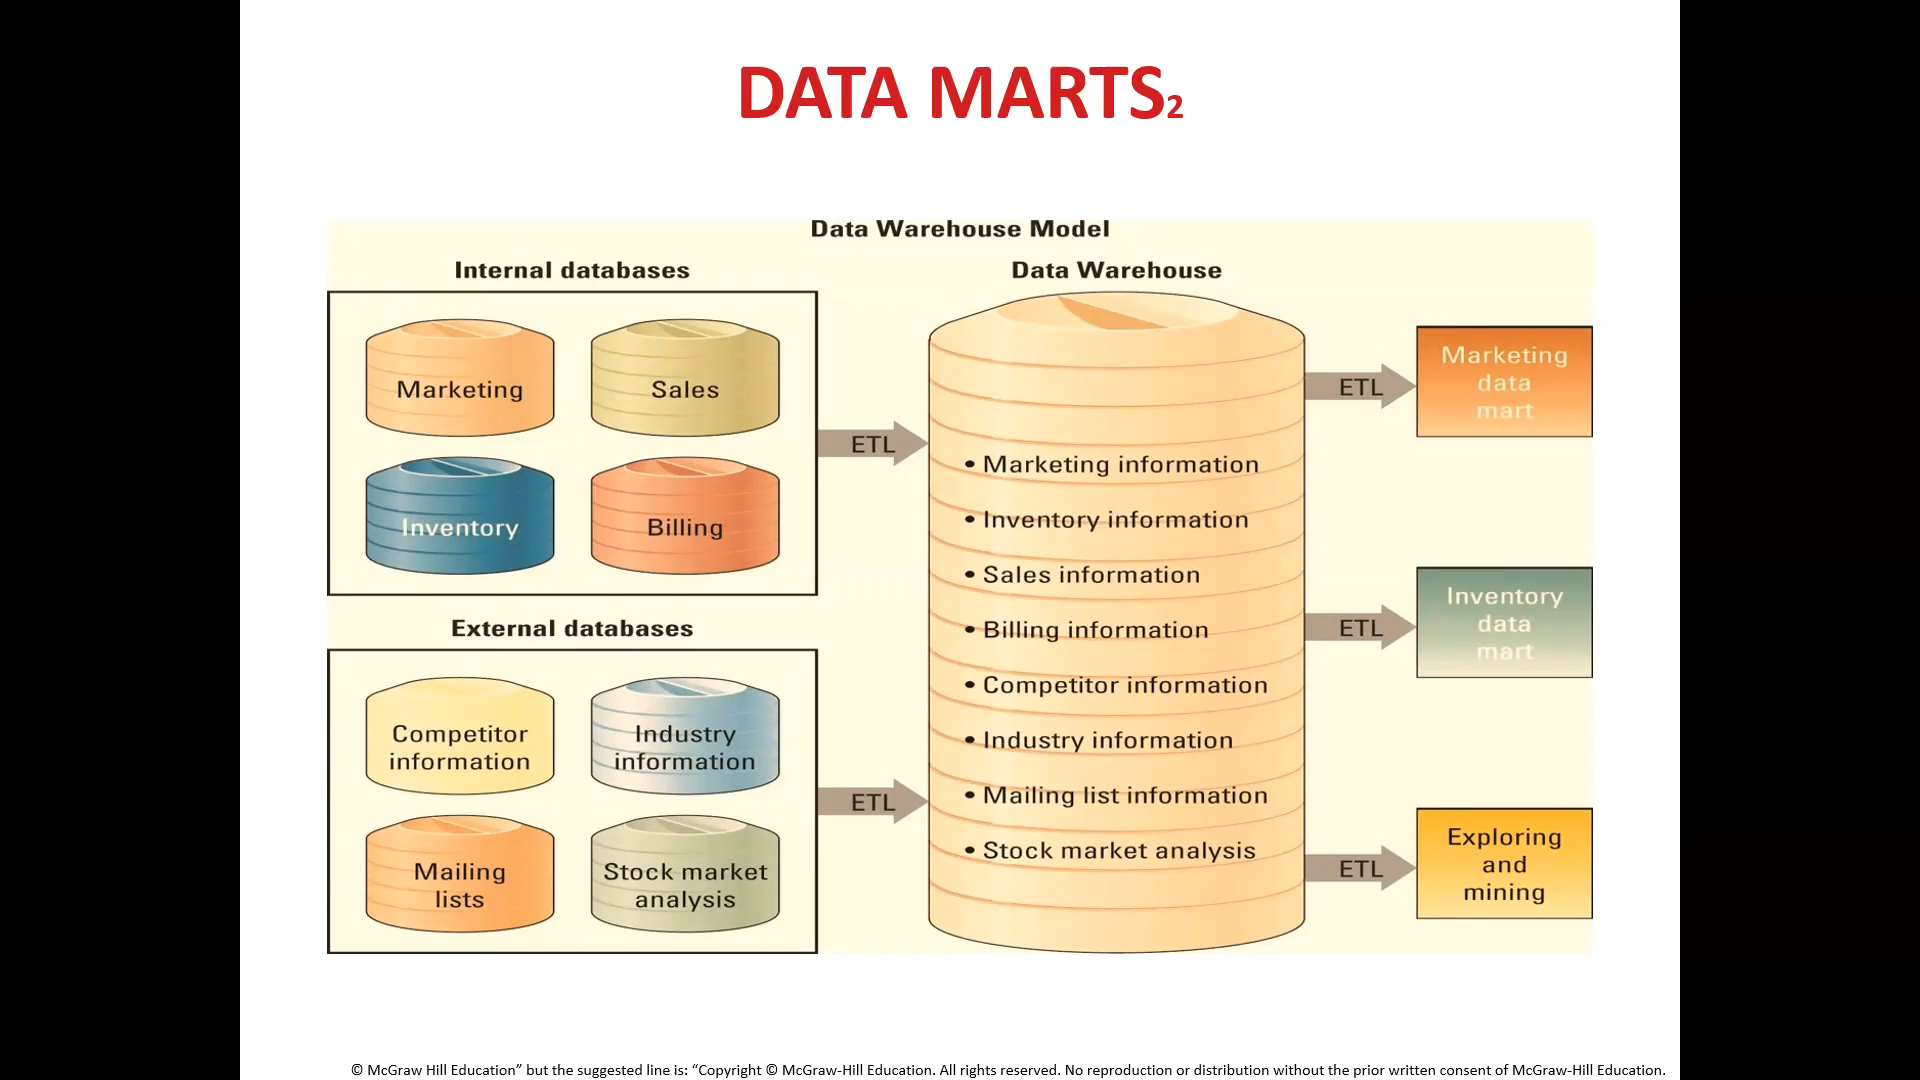 DATA MARTS2
Data Warehouse Model
Internal databases
Marketing
Sales
Inventory
Billing
External databases
Competitor
information
Industry
information
Mailing
lists
Stock market
analysis
ETL
ETL
Data Warehouse
• Marketing information
• Inventory information
• Sales information
• Billing information
• Competitor information
• Industry information
• Mailing list information
• Stock market analysis
ETL
Marketing
data
mart
ETL
Inventory
data
mart
ETL
Exploring
and
mining
© McGraw Hill Education” but the suggested line is: “Copyright © McGraw-Hill Education. All rights reserved. No reproduction or distribution without the prior written consent of McGraw-Hill Education.